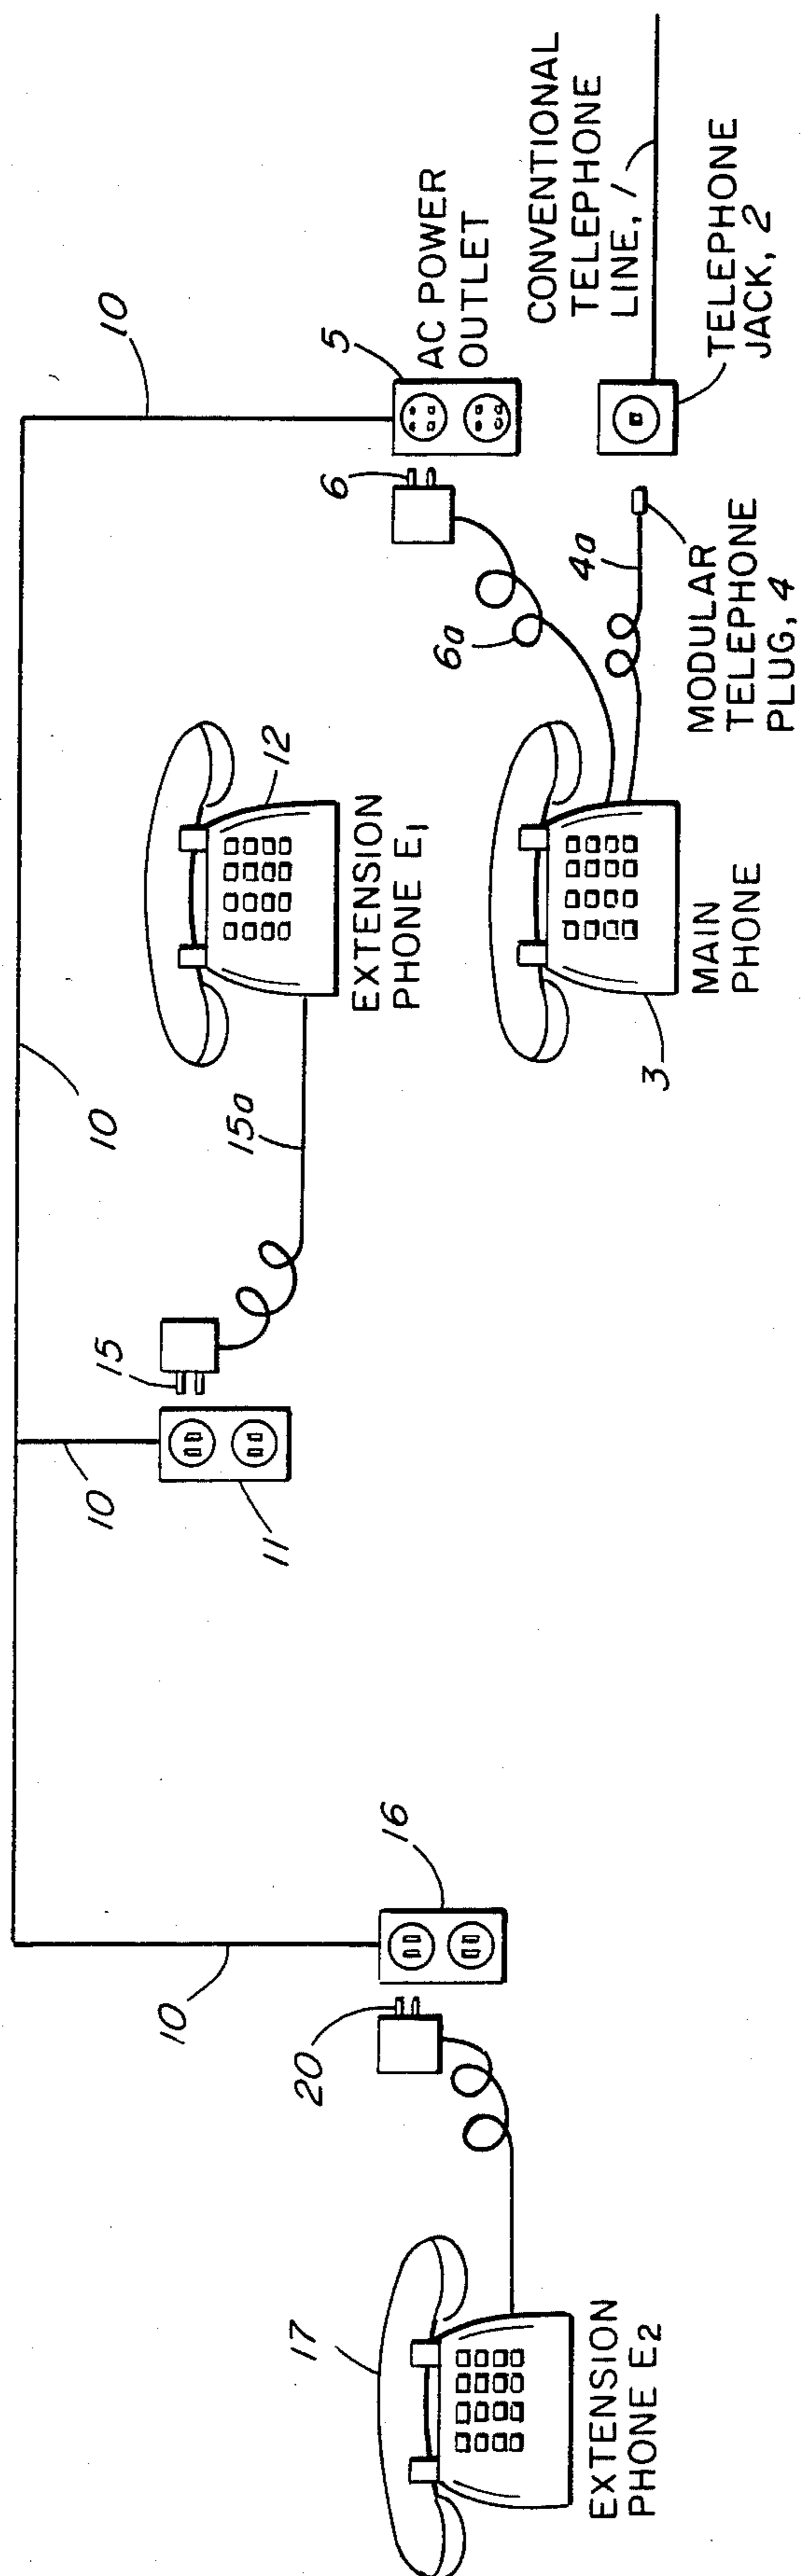 10
10
10
15
10
15a
12
11
17
20
5
6
16
EXTENSION
PHONE E₁
AC POWER
OUTLET
6a
CONVENTIONAL
TELEPHONE
LINE, 1
4a
EXTENSION
PHONE E₂
3
MAIN
PHONE
MODULAR
TELEPHONE
PLUG, 4
TELEPHONE
JACK, 2